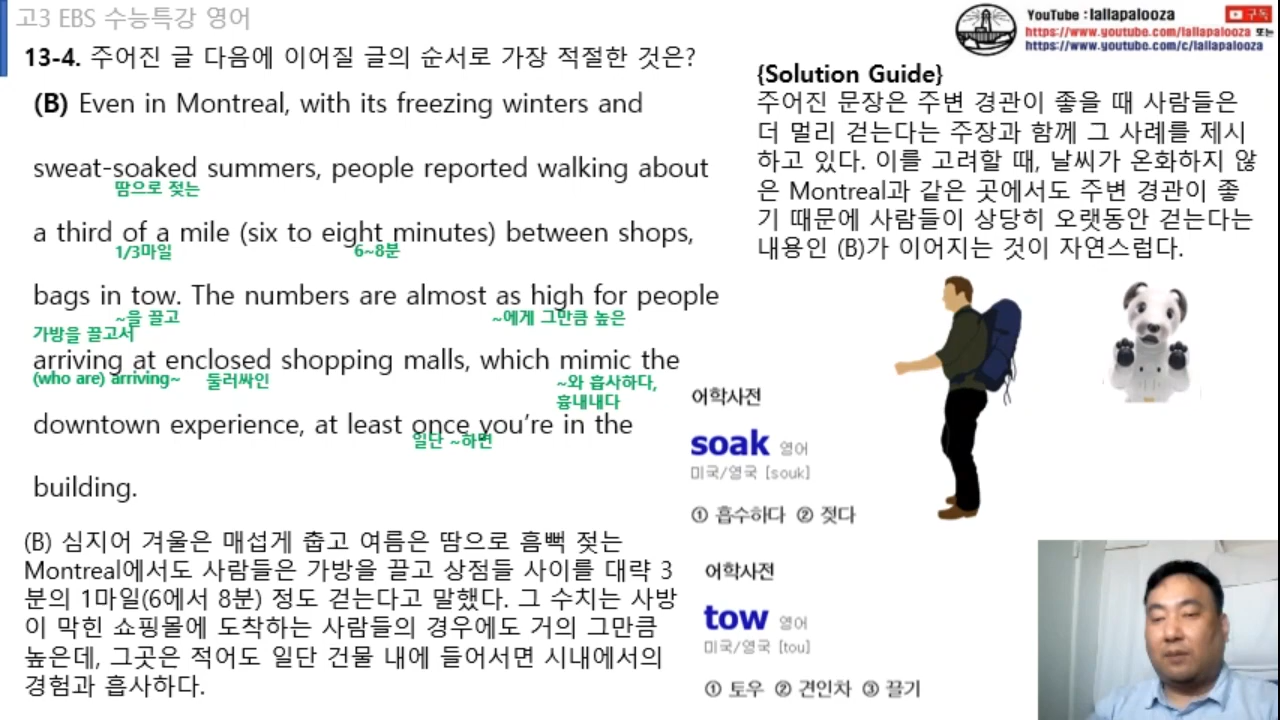 고3 EBS 수능특강 영어
YouTube : lallapalooza
구독
https://www.youtube.com/lallapalooza 또는
https://www.youtube.com/c/lallapalooza
13-4. 주어진 글 다음에 이어질 글의 순서로 가장 적절한 것은?
(B) Even in Montreal, with its freezing winters and
sweat-soaked summers, people reported walking about
땀으로 젖는
a third of a mile (six to eight minutes) between shops,
1/3마일
6~8분
bags in tow. The numbers are almost as high for people
~을 끌고
~에게 그만큼 높은
가방을 끌고서
arriving at enclosed shopping malls, which mimic the
(who are) arriving~
둘러싸인
~와 흡사하다,
흉내내다
downtown experience, at least once you’re in the
일단 ~하면
building.
(B) 심지어 겨울은 매섭게 춥고 여름은 땀으로 흠뻑 젖는
Montreal에서도 사람들은 가방을 끌고 상점들 사이를 대략 3
분의 1마일(6에서 8분) 정도 걷는다고 말했다. 그 수치는 사방
이 막힌 쇼핑몰에 도착하는 사람들의 경우에도 거의 그만큼
높은데, 그곳은 적어도 일단 건물 내에 들어서면 시내에서의
경험과 흡사하다.
{Solution Guide}
주어진 문장은 주변 경관이 좋을 때 사람들은
더 멀리 걷는다는 주장과 함께 그 사례를 제시
하고 있다. 이를 고려할 때, 날씨가 온화하지 않
은 Montreal과 같은 곳에서도 주변 경관이 좋
기 때문에 사람들이 상당히 오랫동안 걷는다는
내용인 (B)가 이어지는 것이 자연스럽다.
어학사전
soak 영어
미국/영국 [souk]
① 흡수하다 ② 젖다
어학사전
tow 영어
미국/영국 [tou]
① 토우 ② 견인차 ③ 끌기